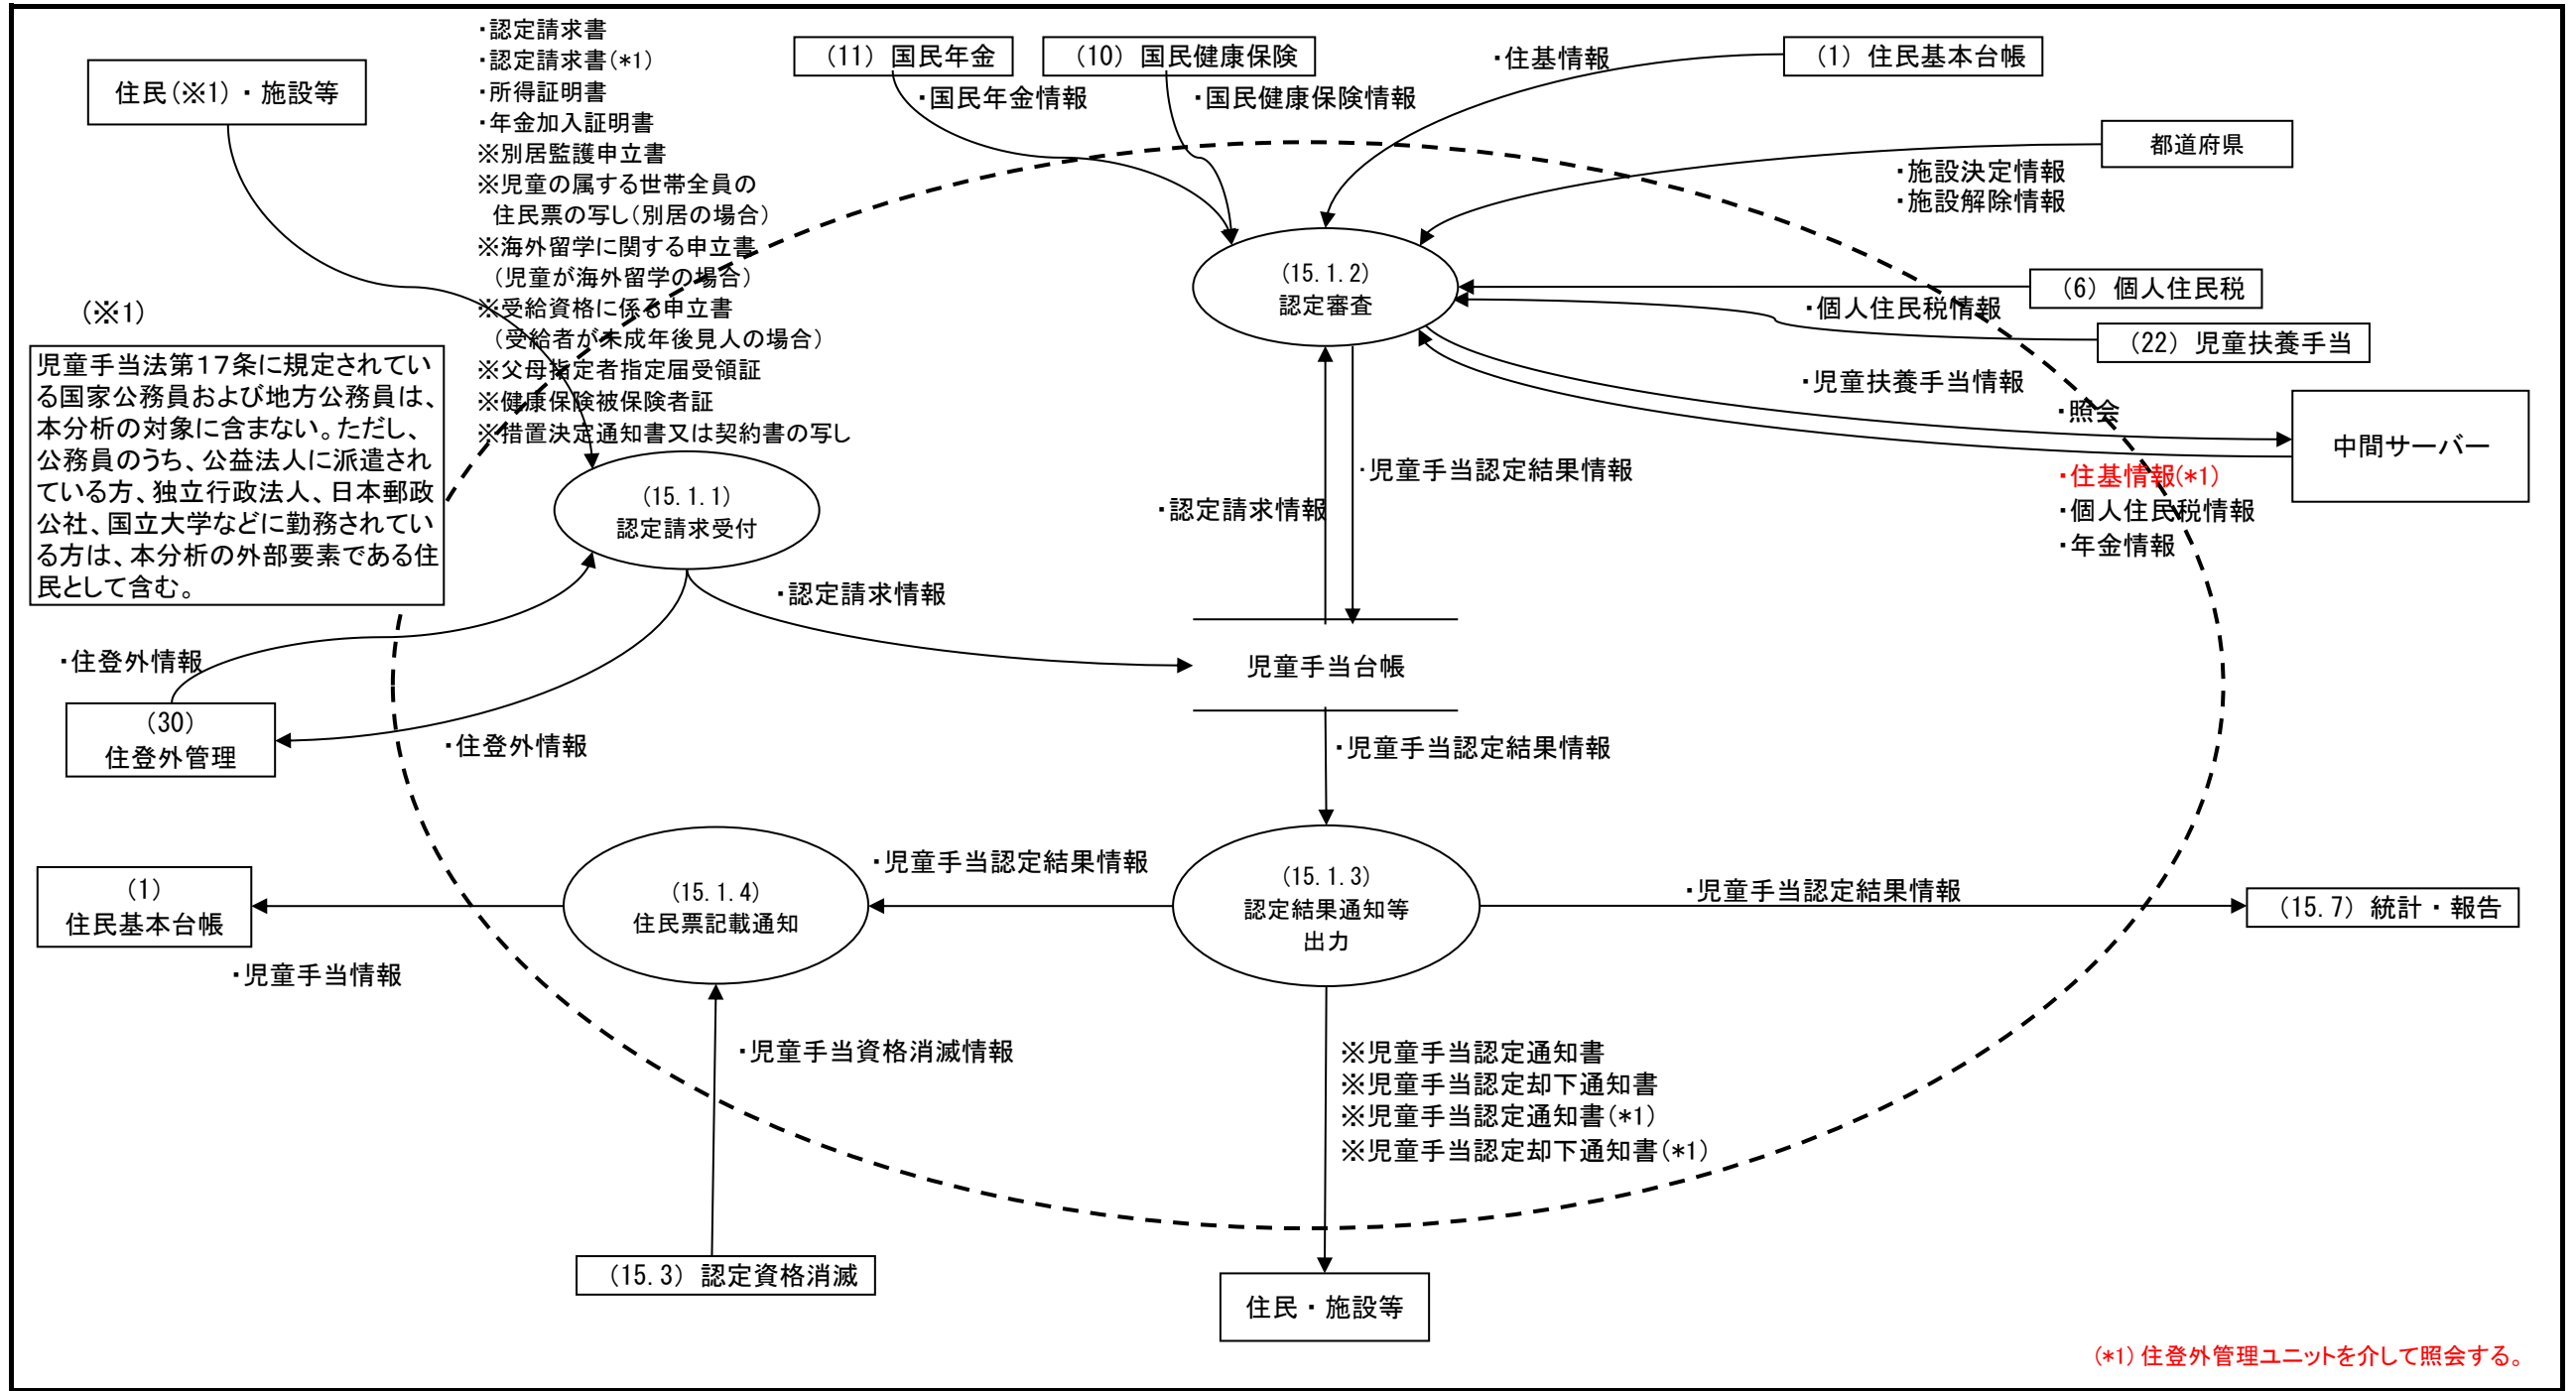 ・認定請求書
・認定請求書(*1)
・所得証明書
・年金加入証明書
※別居監護申立書
※児童の属する世帯全員の
住民票の写し(別居の場合)
※海外留学に関する申立書
(児童が海外留学の場合)
※受給資格に係る申立書
(受給者が未成年後見人の場合)
※父母指定者指定届受領証
※健康保険被保険者証
※措置決定通知書又は契約書の写し
住民(※1)・施設等
(11) 国民年金
・国民年金情報
(10) 国民健康保険
・国民健康保険情報
・住基情報
(1) 住民基本台帳
都道府県
・施設決定情報
・施設解除情報
(15.1.2)
認定審査
(6) 個人住民税
・個人住民税情報
(22) 児童扶養手当
・児童扶養手当情報
・照会
中間サーバー
・住基情報(*1)
・個人住民税情報
・年金情報
(※1)
児童手当法第17条に規定されてい
る国家公務員および地方公務員は、
本分析の対象に含まない。ただし、
公務員のうち、公益法人に派遣され
ている方、独立行政法人、日本郵政
公社、国立大学などに勤務されてい
る方は、本分析の外部要素である住
民として含む。
(15.1.1)
認定請求受付
・認定請求情報
・児童手当認定結果情報
・認定請求情報
児童手当台帳
・住登外情報
(30)
住登外管理
・住登外情報
・児童手当認定結果情報
(1)
住民基本台帳
・児童手当情報
(15.1.4)
住民票記載通知
・児童手当認定結果情報
(15.1.3)
認定結果通知等
出力
・児童手当認定結果情報
(15.7) 統計・報告
・児童手当資格消滅情報
※児童手当認定通知書
※児童手当認定却下通知書
※児童手当認定通知書(*1)
※児童手当認定却下通知書(*1)
(15.3) 認定資格消滅
住民・施設等
(*1) 住登外管理ユニットを介して照会する。